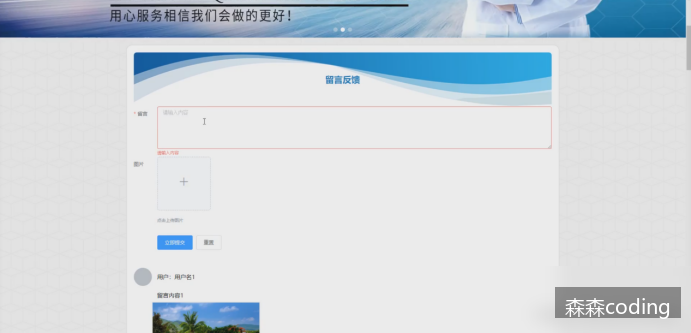 用心服务相信我们会做的更好！
留言反馈
* 留言
请输入内容
请输入内容
图片
点击上传图片
立即提交
重置
用户：用户名1
留言内容1
森森coding